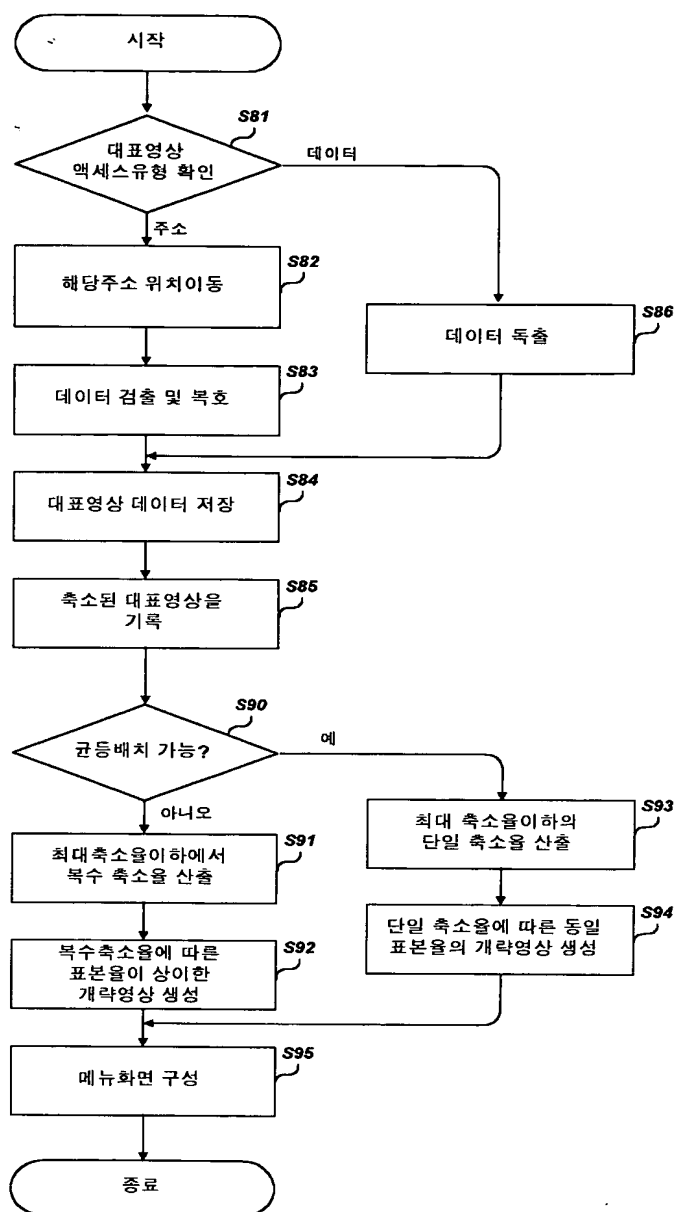 시작
S81
대표영상
액세스유형 확인
데이터
주소
S82
해당주소 위치이동
S86
데이터 독출
S83
데이터 검출 및 복호
S84
대표영상 데이터 저장
S85
축소된 대표영상을
기록
S90
균등배치 가능?
예
아니오
S91
최대축소율이하에서
복수 축소율 산출
S93
최대 축소율이하의
단일 축소율 산출
S92
복수축소율에 따른
표본율이 상이한
개략영상 생성
S94
단일 축소율에 따른 동일
표본율의 개략영상 생성
S95
메뉴화면 구성
종료